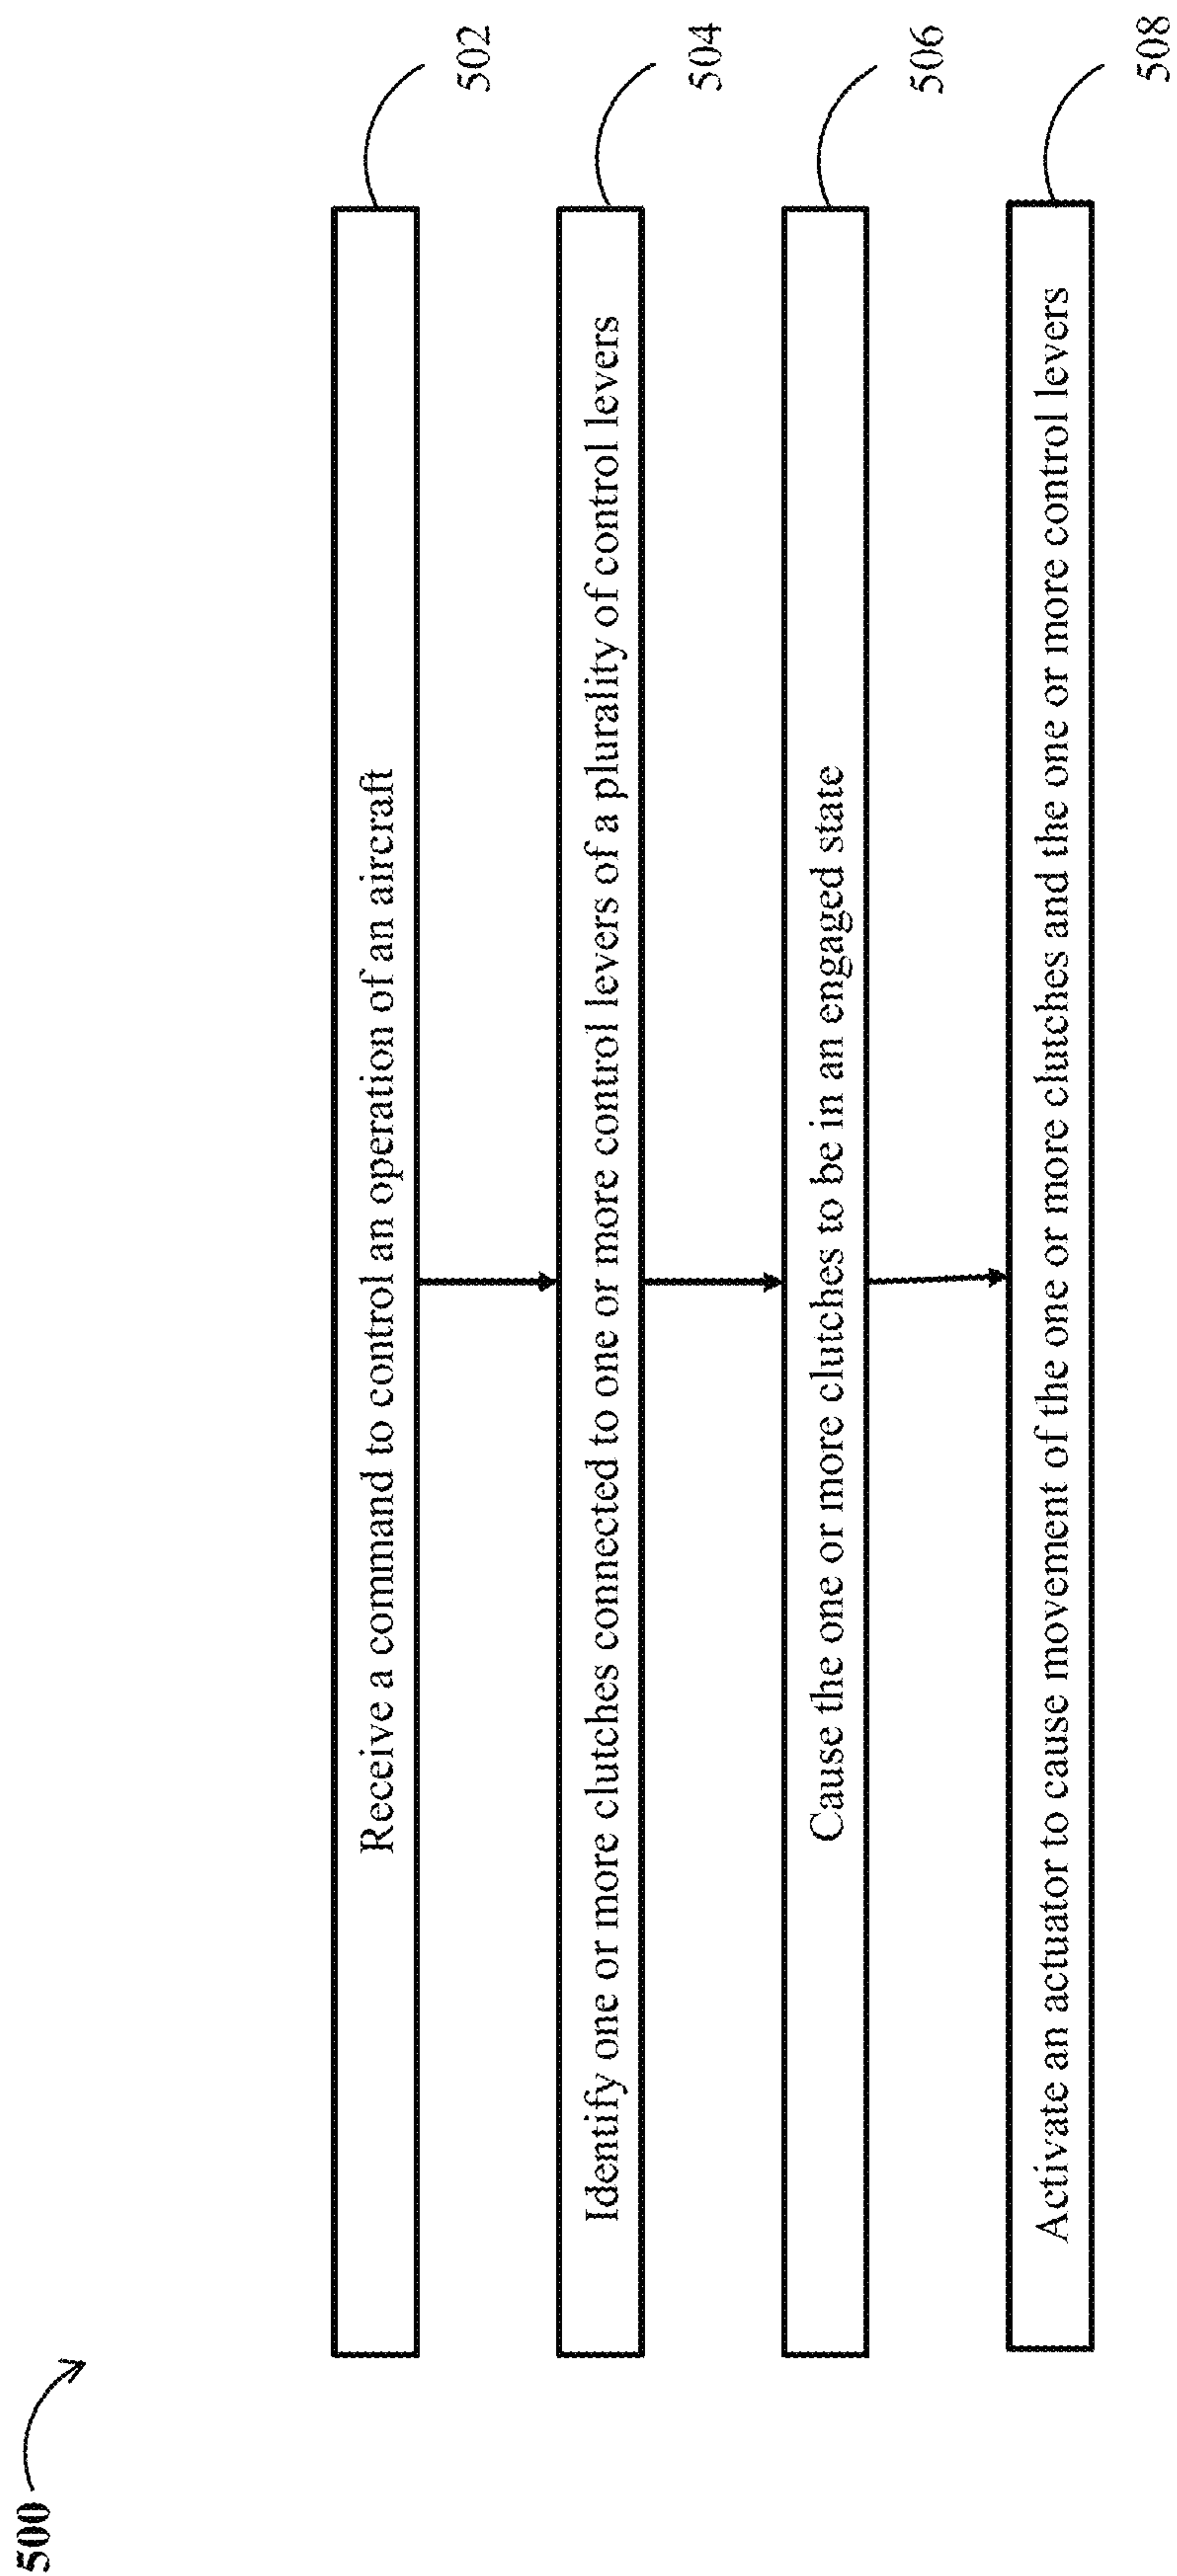 500
Receive a command to control an operation of an aircraft
502
Identify one or more clutches connected to one or more control levers of a plurality of control levers
504
Cause the one or more clutches to be in an engaged state
506
Activate an actuator to cause movement of the one or more clutches and the one or more control levers
508